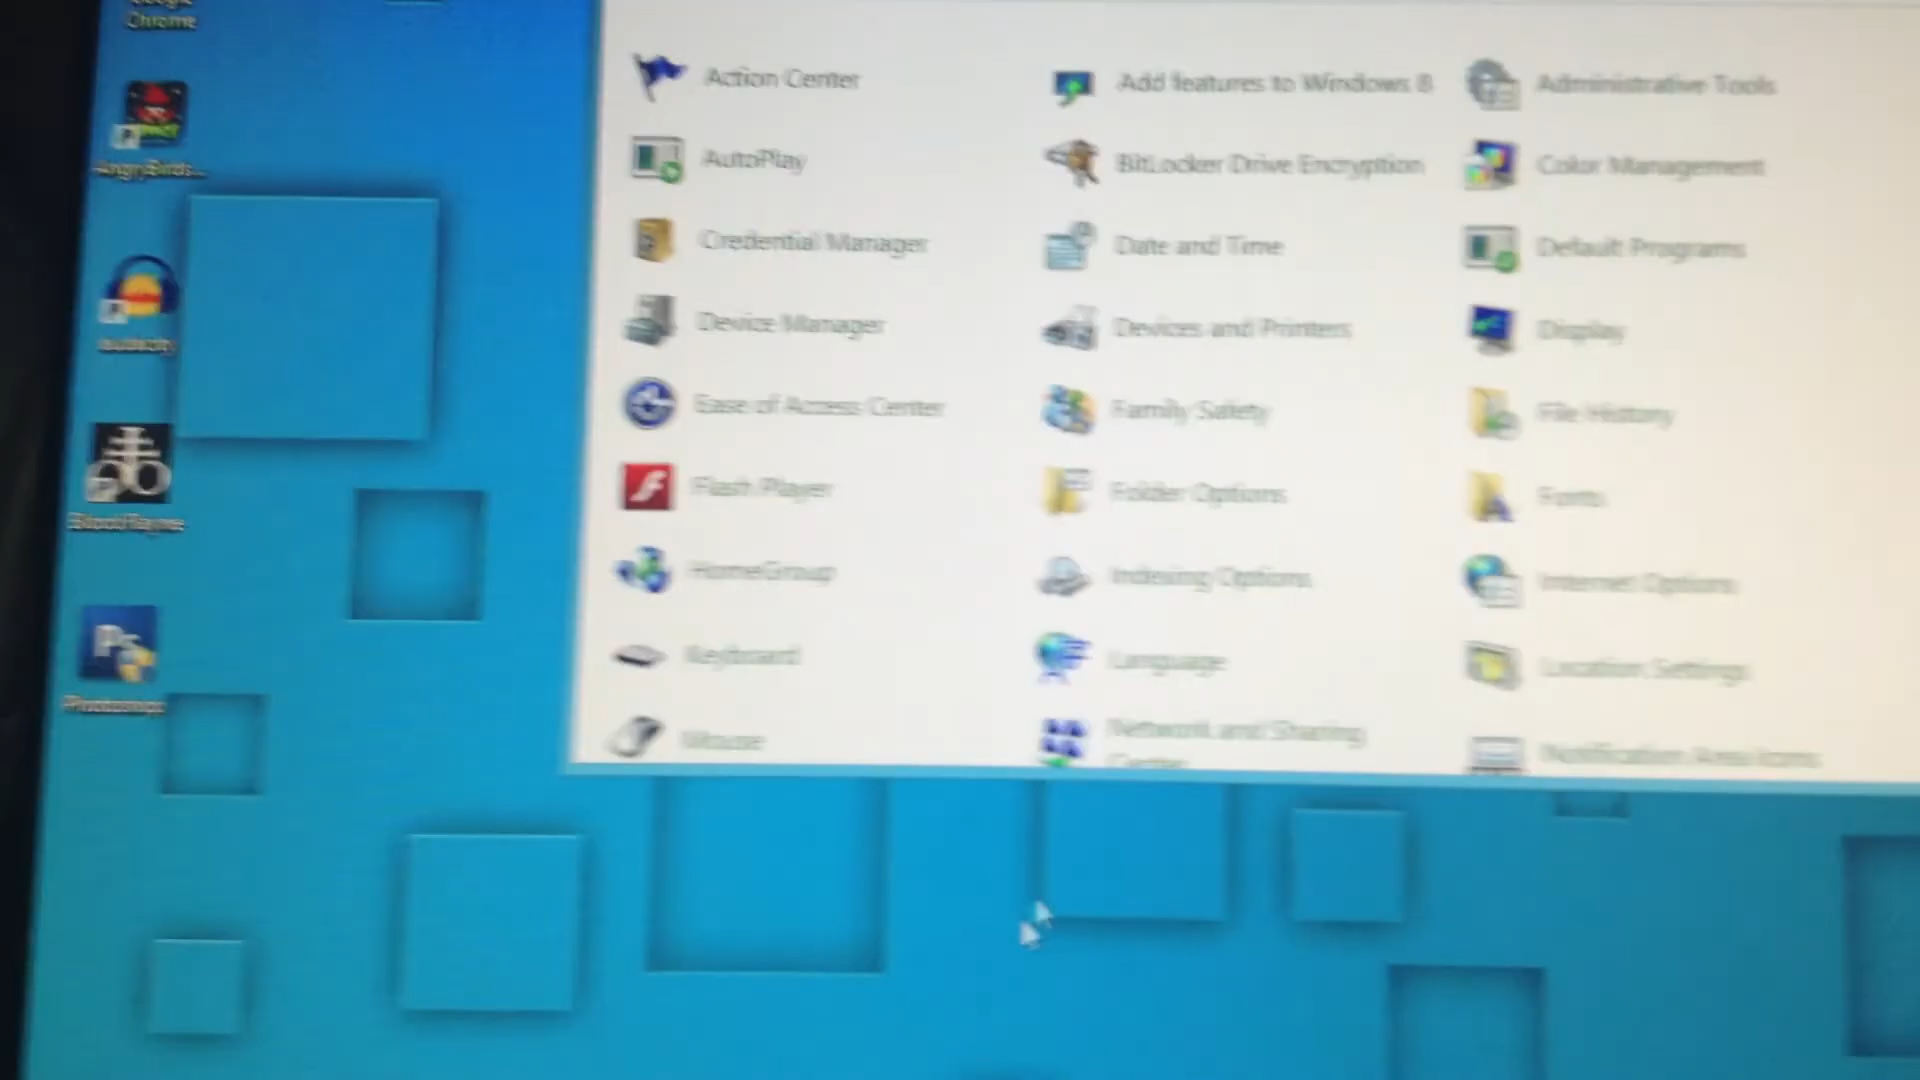 Google
Chrome
AngryBirds...
Audacity
BloodRayne
Ps
Photoshop
Action Center
Add features to Windows 8
Administrative Tools
AutoPlay
BitLocker Drive Encryption
Color Management
Credential Manager
Date and Time
Default Programs
Device Manager
Devices and Printers
Display
Ease of Access Center
Family Safety
File History
Flash Player
Folder Options
Fonts
HomeGroup
Indexing Options
Internet Options
Keyboard
Language
Location Settings
Mouse
Network and Sharing
Center
Notification Area Icons